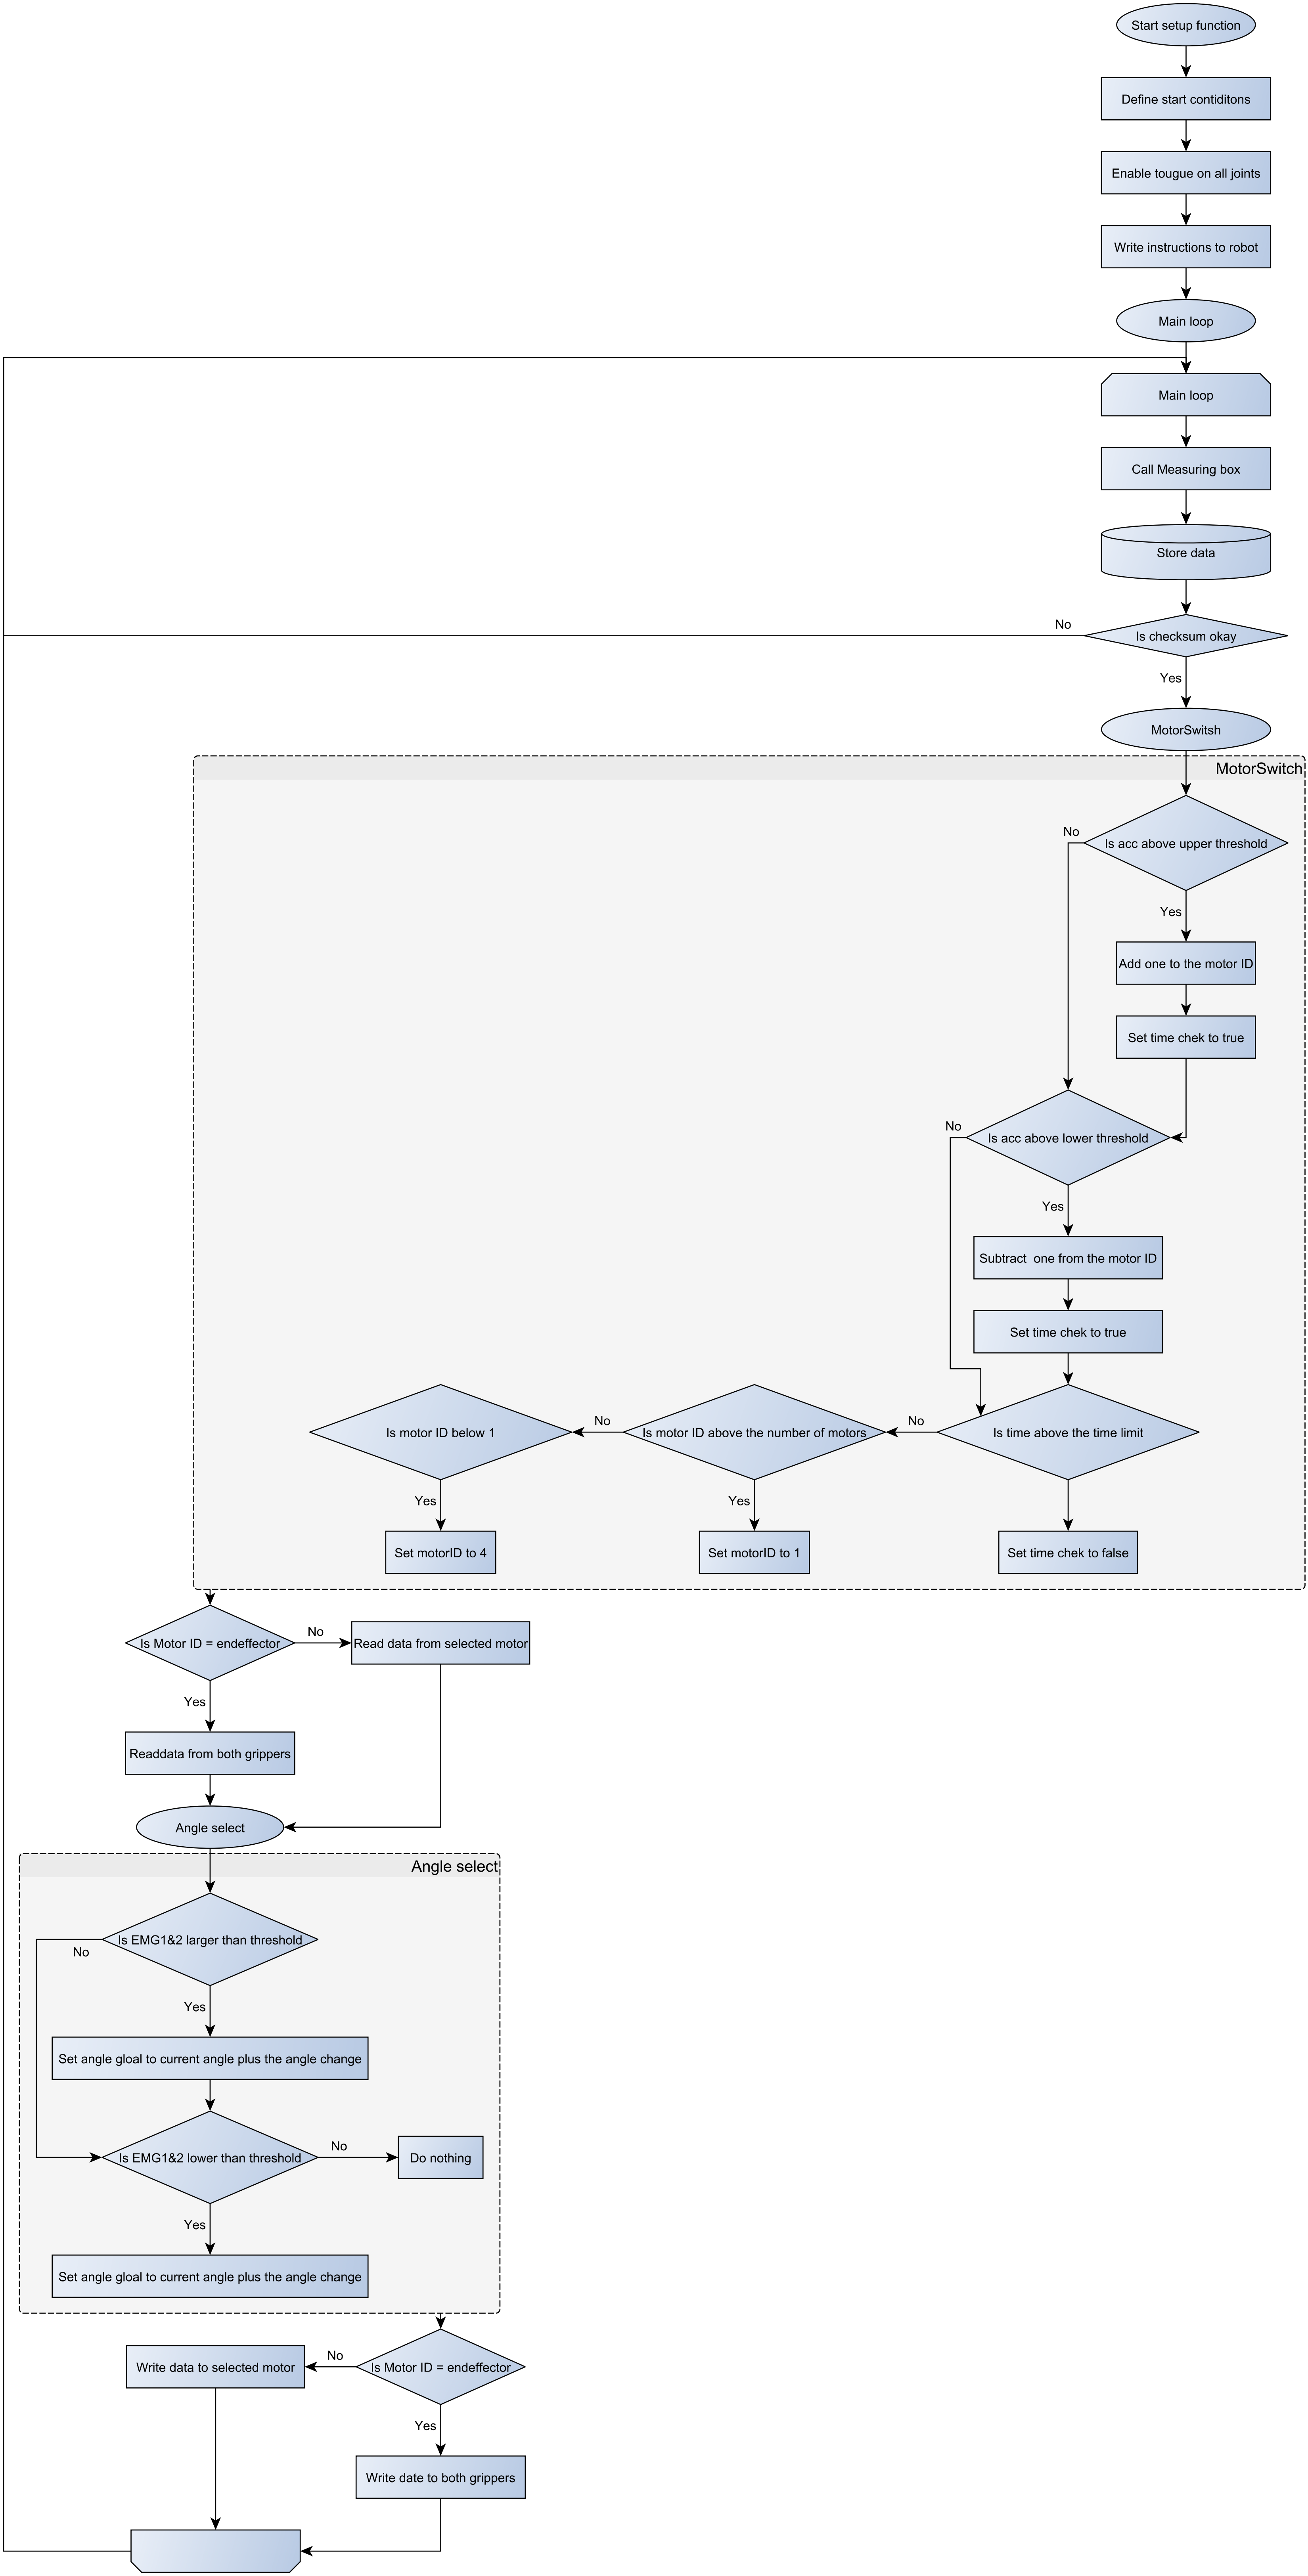 Start setup function
Define start contiditons
Enable tougue on all joints
Write instructions to robot
Main loop
Main loop
Call Measuring box
Store data
No
Is checksum okay
Yes
MotorSwitsh
MotorSwitch
No
Is acc above upper threshold
Yes
Add one to the motor ID
Set time chek to true
No
Is acc above lower threshold
Yes
Subtract  one from the motor ID
Set time chek to true
Is motor ID below 1
No
Is motor ID above the number of motors
No
Is time above the time limit
Yes
Yes
Set motorID to 4
Set motorID to 1
Set time chek to false
Is Motor ID = endeffector
No
Read data from selected motor
Yes
Readdata from both grippers
Angle select
Angle select
Is EMG1&2 larger than threshold
No
Yes
Set angle gloal to current angle plus the angle change
Is EMG1&2 lower than threshold
No
Do nothing
Yes
Set angle gloal to current angle plus the angle change
Write data to selected motor
No
Is Motor ID = endeffector
Yes
Write date to both grippers